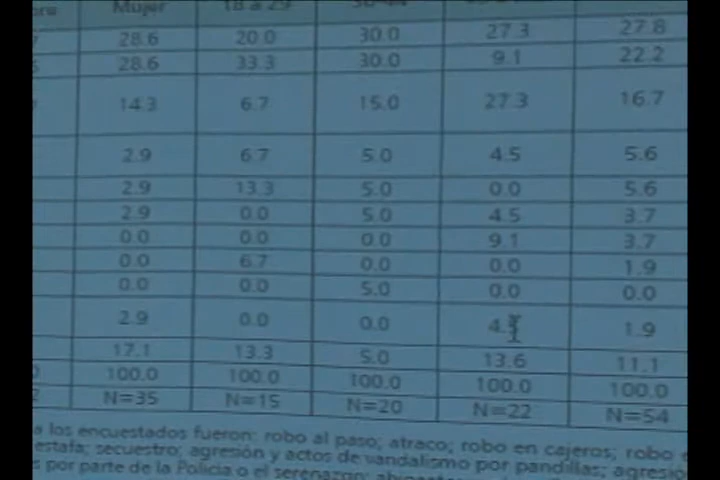 Mujer 18 a 29
28.6 20.0 30.0 27.3 27.8
28.6 33.3 30.0 9.1 22.2
14.3 6.7 15.0 27.3 16.7
2.9 6.7 5.0 4.5 5.6
2.9 13.3 5.0 0.0 5.6
2.9 0.0 5.0 4.5 3.7
0.0 0.0 0.0 9.1 3.7
0.0 6.7 0.0 0.0 1.9
0.0 0.0 5.0 0.0 0.0
2.9 0.0 0.0 1.9
17.1 13.3 5.0 13.6 11.1
100.0 100.0 100.0 100.0 100.0
N=35 N=15 N=20 N=22 N=54
a los encuestados fueron: robo al paso; atraco; robo en cajeros; robo
estafa; secuestro; agresión y actos de vandalismo por pandillas;
por parte de la Policía o el serenazgo;